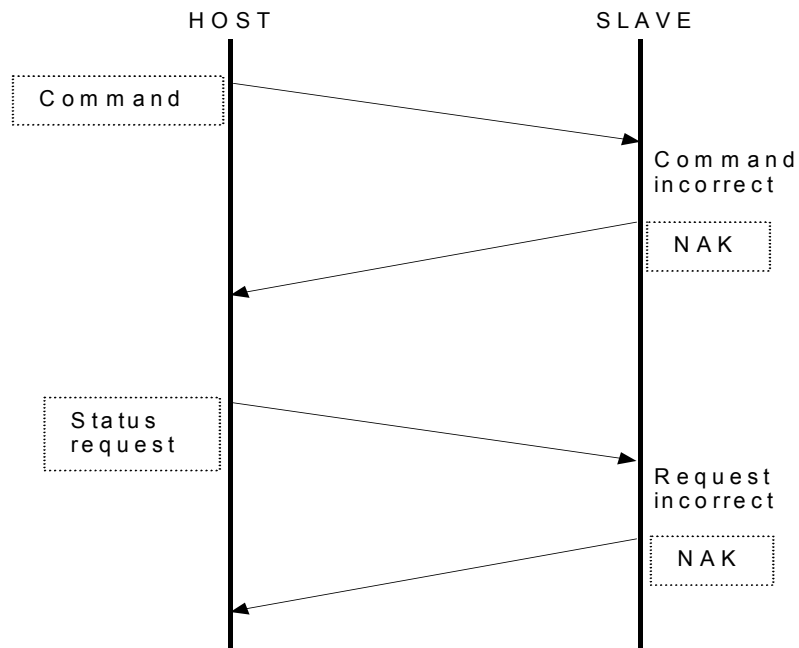 HOST
SLAVE
Command
Command
incorrect
NAK
Status
request
Request
incorrect
NAK